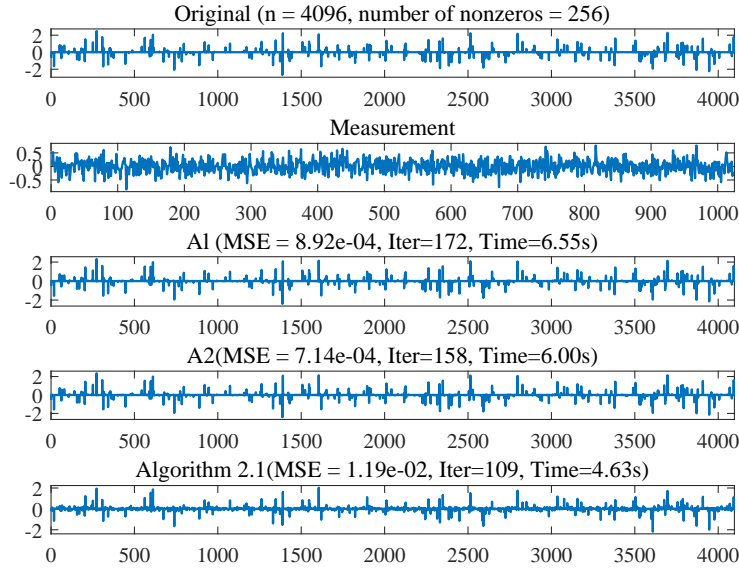 Original (n = 4096, number of nonzeros = 256)
2
0
-2
0 500 1000 1500 2000 2500 3000 3500 4000
Measurement
0.5
0
-0.5
0 100 200 300 400 500 600 700 800 900 1000
Al (MSE = 8.92e-04, Iter=172, Time=6.55s)
2
0
-2
0 500 1000 1500 2000 2500 3000 3500 4000
A2(MSE = 7.14e-04, Iter=158, Time=6.00s)
2
0
-2
0 500 1000 1500 2000 2500 3000 3500 4000
Algorithm 2.1(MSE = 1.19e-02, Iter=109, Time=4.63s)
2
0
-2
0 500 1000 1500 2000 2500 3000 3500 4000